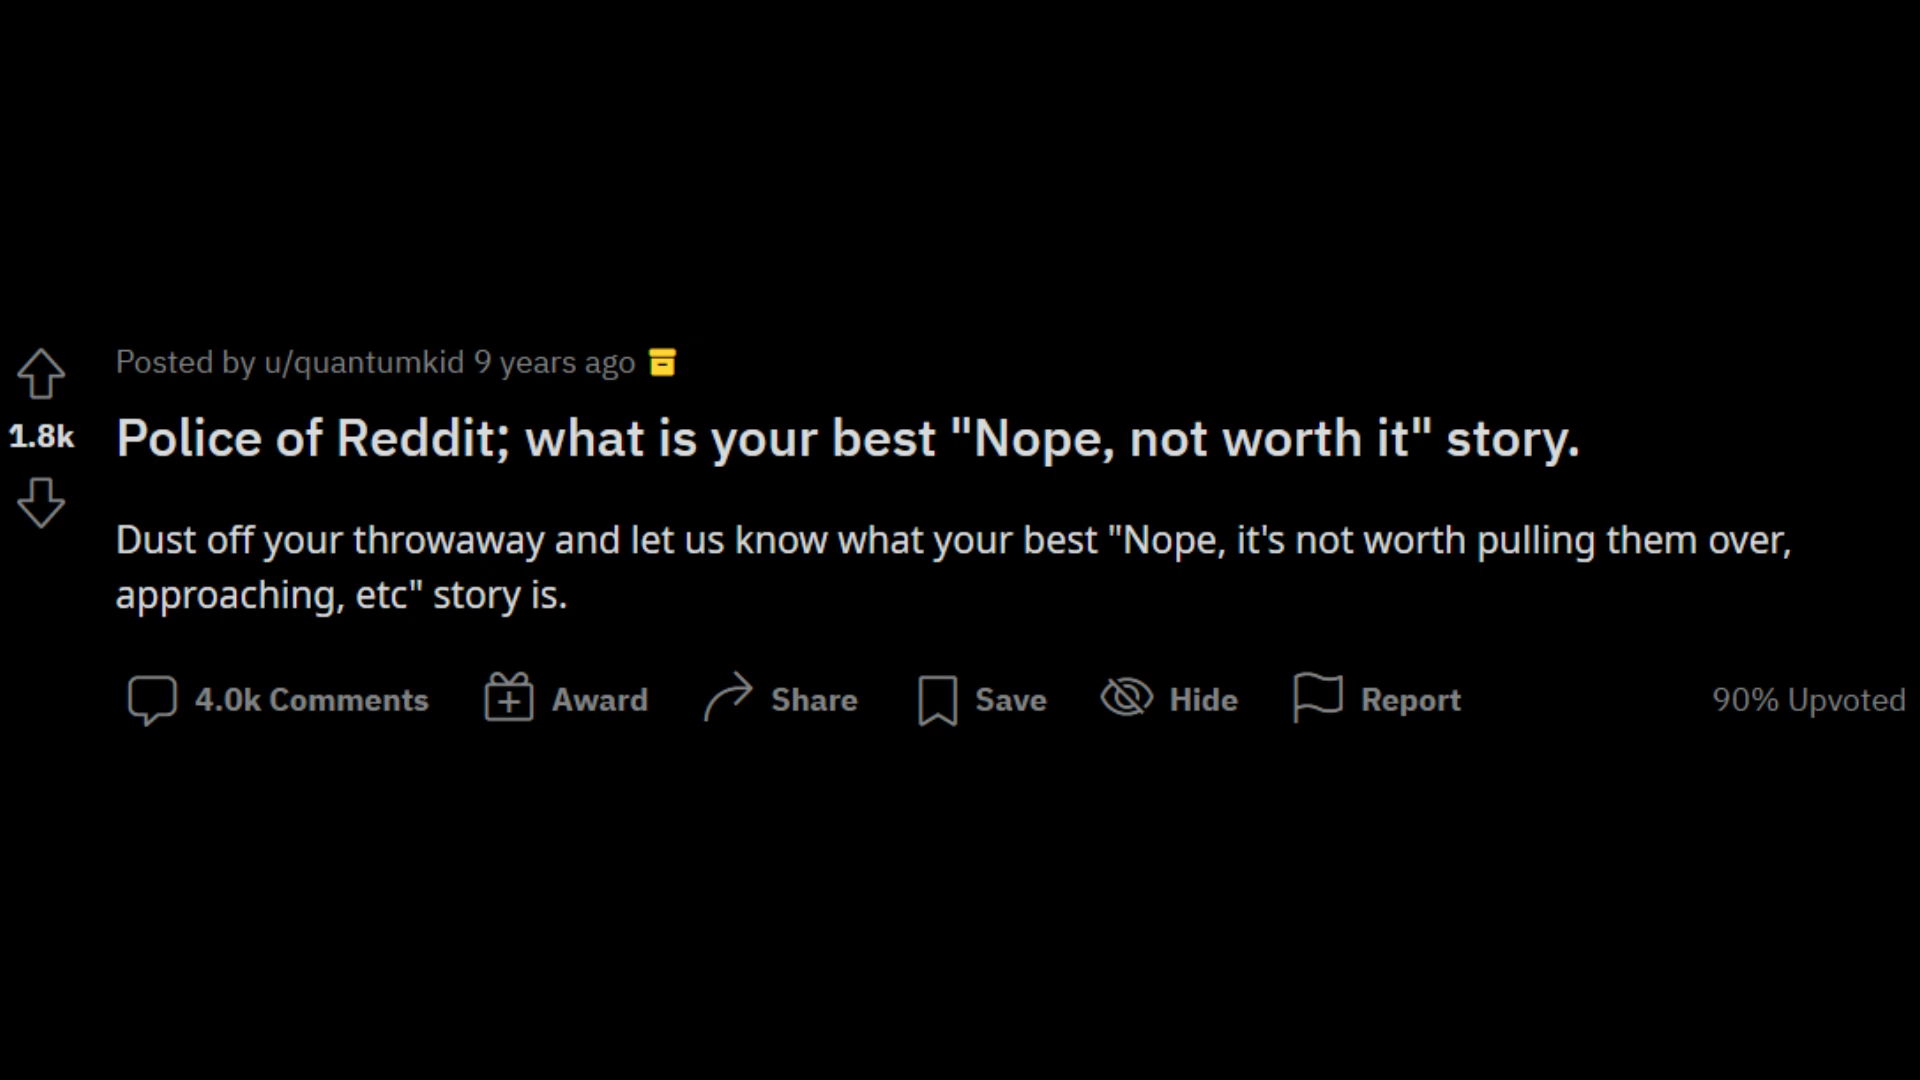 Posted by u/quantumkid 9 years ago
1.8k
Police of Reddit; what is your best "Nope, not worth it" story.
Dust off your throwaway and let us know what your best "Nope, it's not worth pulling them over,
approaching, etc" story is.
4.0k Comments Award Share Save Hide Report 90% Upvoted